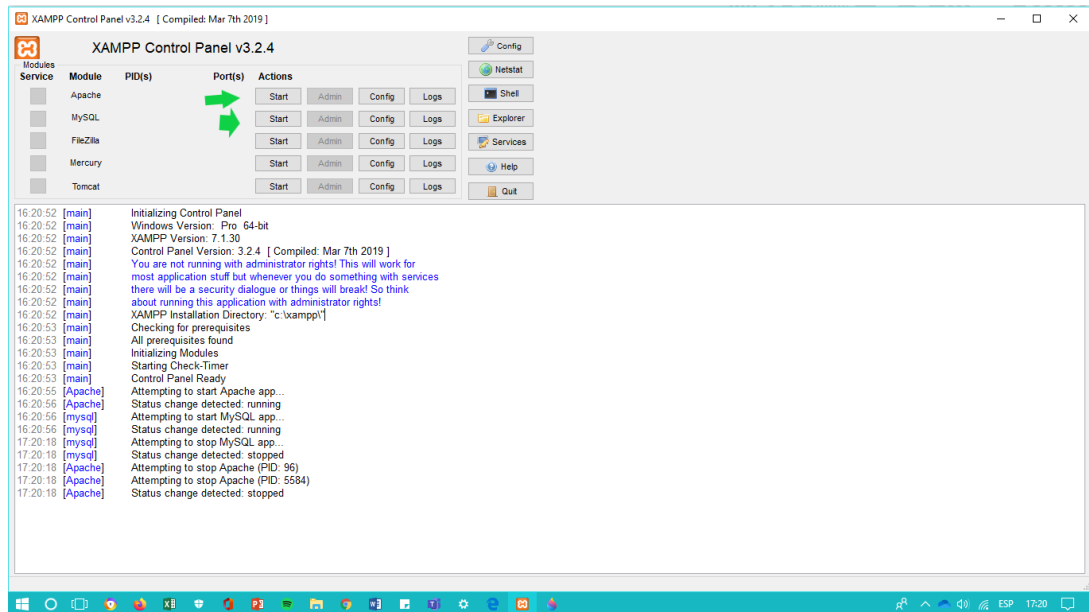 XAMPP Control Panel v3.2.4 [ Compiled: Mar 7th 2019 ]
XAMPP Control Panel v3.2.4
Config
Modules
Service Module PID(s) Port(s) Actions
Netstat
Apache Start Admin Config Logs
Shell
MySQL Start Admin Config Logs
Explorer
FileZilla Start Admin Config Logs
Services
Mercury Start Admin Config Logs
Help
Tomcat Start Admin Config Logs
Quit
16:20:52 [main] Initializing Control Panel
16:20:52 [main] Windows Version: Pro 64-bit
16:20:52 [main] XAMPP Version: 7.1.30
16:20:52 [main] Control Panel Version: 3.2.4 [ Compiled: Mar 7th 2019 ]
16:20:52 [main] You are not running with administrator rights! This will work for
16:20:52 [main] most application stuff but whenever you do something with services
16:20:52 [main] there will be a security dialogue or things will break! So think
16:20:52 [main] about running this application with administrator rights!
16:20:52 [main] XAMPP Installation Directory: "c:\xampp\"
16:20:53 [main] Checking for prerequisites
16:20:53 [main] All prerequisites found
16:20:53 [main] Initializing Modules
16:20:53 [main] Starting Check-Timer
16:20:53 [main] Control Panel Ready
16:20:55 [Apache] Attempting to start Apache app...
16:20:56 [Apache] Status change detected: running
16:20:56 [mysql] Attempting to start MySQL app...
16:20:56 [mysql] Status change detected: running
17:20:18 [mysql] Attempting to stop MySQL app...
17:20:18 [mysql] Status change detected: stopped
17:20:18 [Apache] Attempting to stop Apache (PID: 96)
17:20:18 [Apache] Attempting to stop Apache (PID: 5584)
17:20:18 [Apache] Status change detected: stopped
ESP 17:20